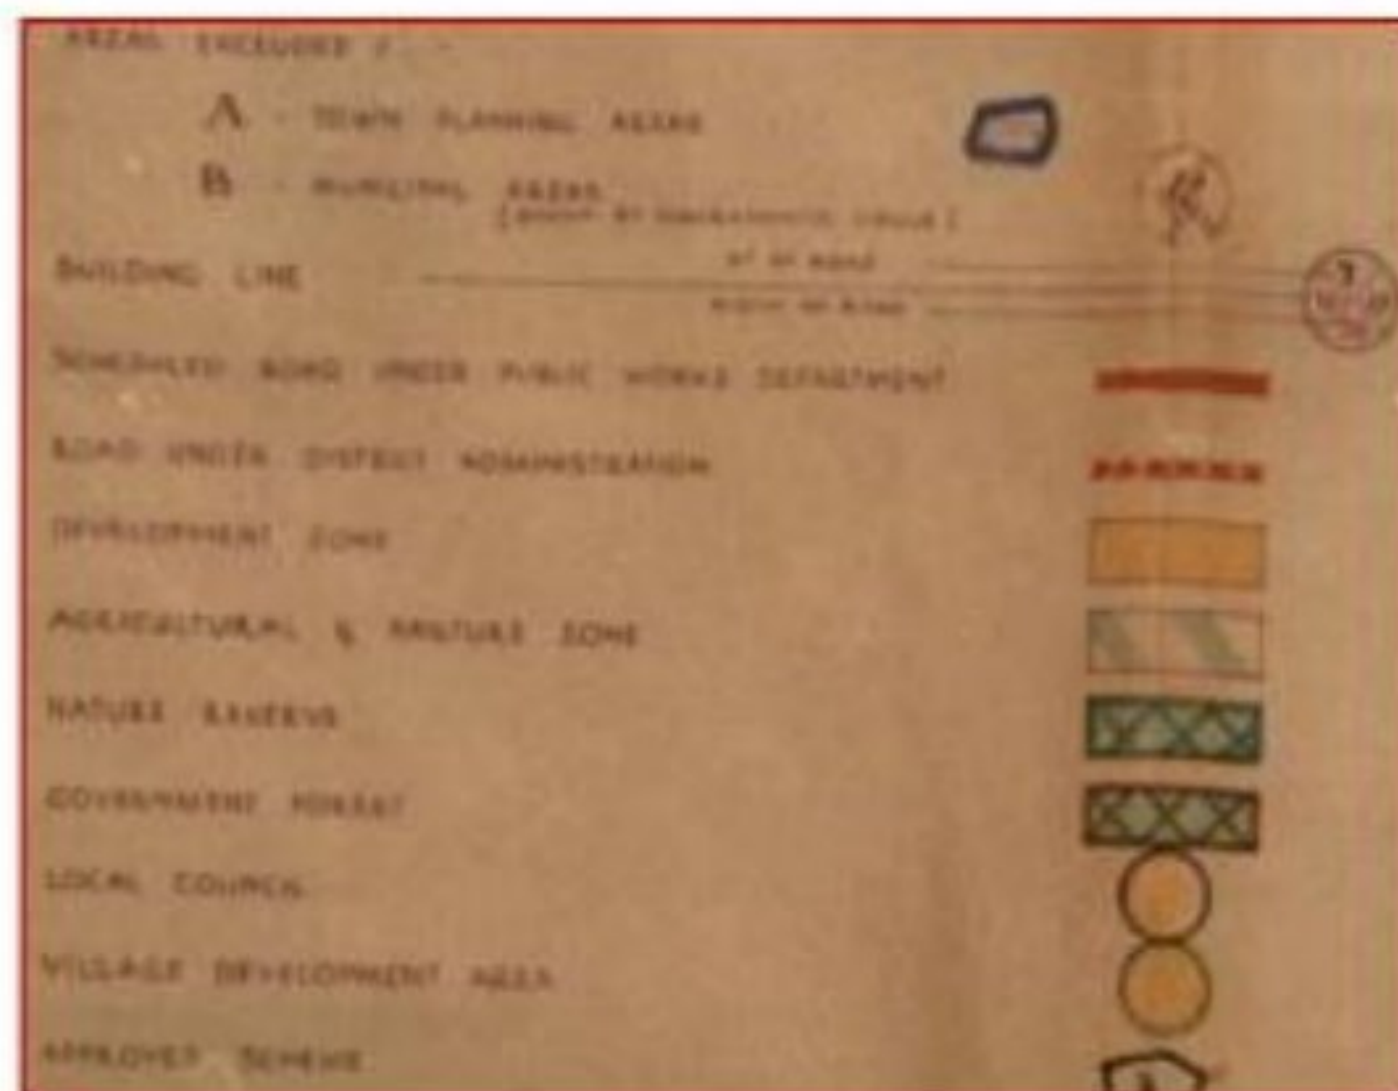 AREAS EXCLUDED :-
A - TOWN PLANNING AREAS
B - MUNICIPAL AREAS
BUILDING LINE
SCHEDULED ROAD UNDER PUBLIC WORKS DEPARTMENT
ROAD UNDER DISTRICT ADMINISTRATION
DEVELOPMENT ZONE
AGRICULTURAL & PASTURE ZONE
NATURE RESERVE
GOVERNMENT FOREST
LOCAL COUNCIL
VILLAGE DEVELOPMENT AREA
APPROVED SCHEME